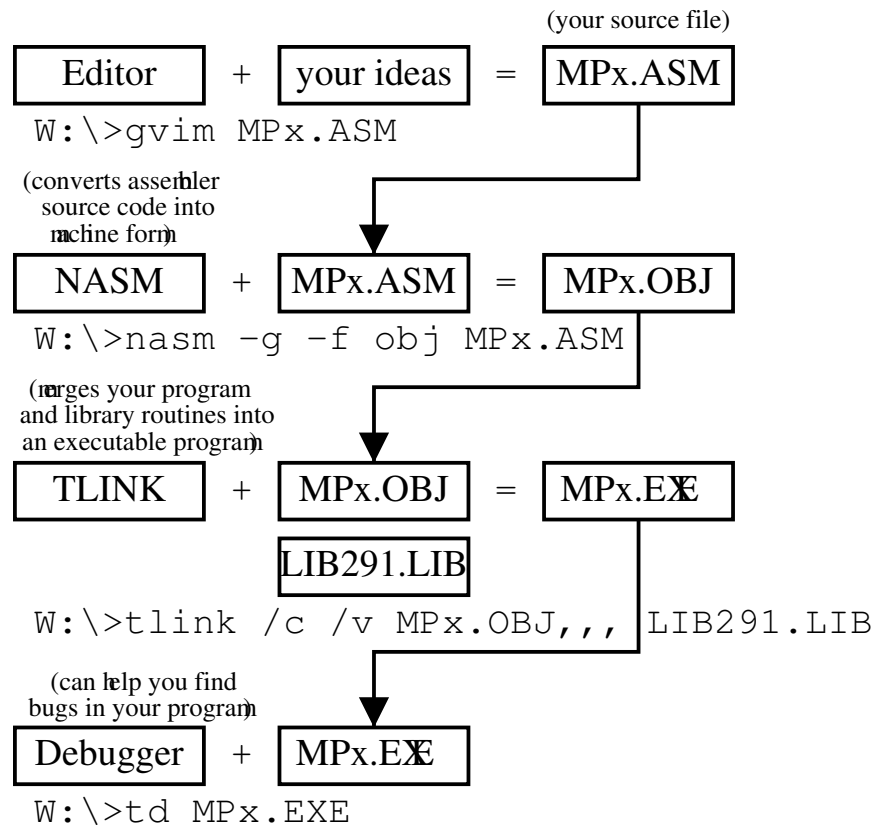 (your source file)
Editor + your ideas = MPx.ASM
W:\>gvim MPx.ASM
(converts assembler
source code into
machine form)
NASM + MPx.ASM = MPx.OBJ
W:\>nasm -g -f obj MPx.ASM
(merges your program
and library routines into
an executable program)
TLINK + MPx.OBJ = MPx.EXE
LIB291.LIB
W:\>tlink /c /v MPx.OBJ,,, LIB291.LIB
(can help you find
bugs in your program)
Debugger + MPx.EXE
W:\>td MPx.EXE